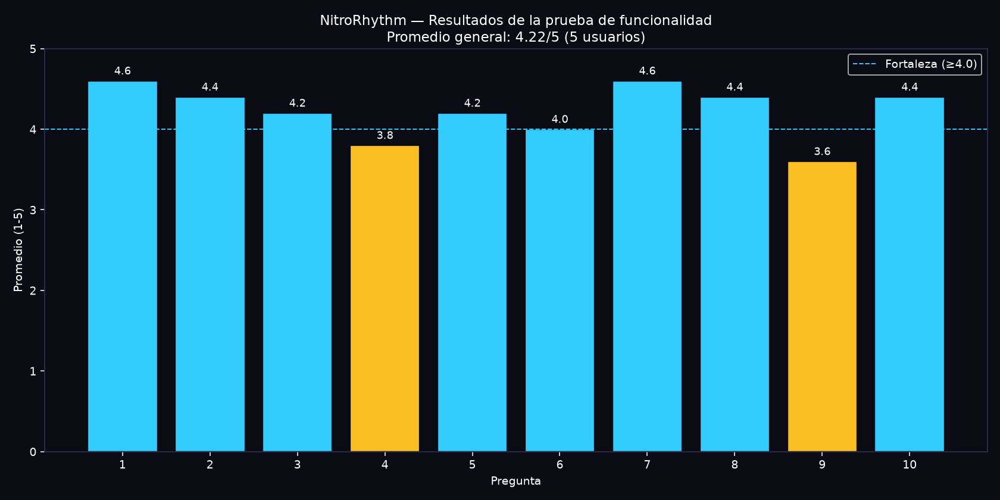 NitroRhythm — Resultados de la prueba de funcionalidad
Promedio general: 4.22/5 (5 usuarios)
Fortaleza (≥4.0)
Promedio (1-5)
5
4
3
2
1
0
4.6
4.4
4.2
3.8
4.2
4.0
4.6
4.4
3.6
4.4
1 2 3 4 5 6 7 8 9 10
Pregunta